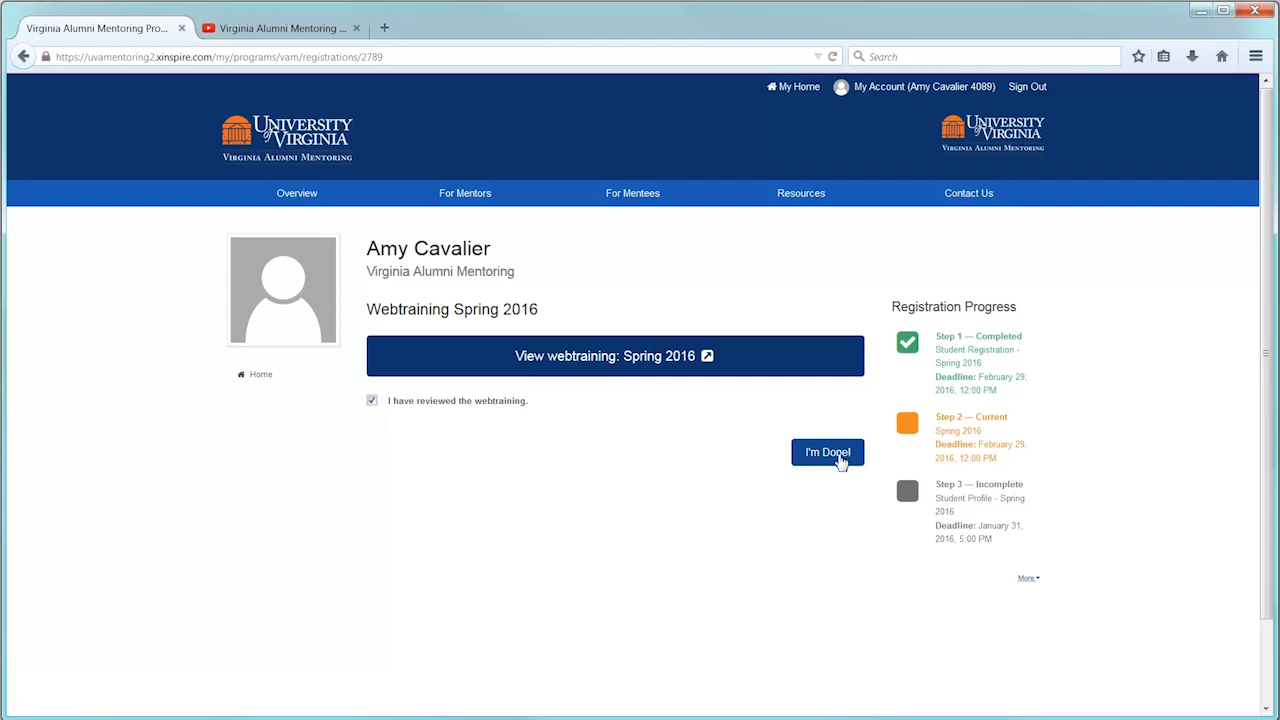 Virginia Alumni Mentoring Pro...
Virginia Alumni Mentoring ...
https://uvamentoring2.xinspire.com/my/programs/vam/registrations/2789
Search
My Home
My Account (Amy Cavalier 4089)
Sign Out
UNIVERSITY
of VIRGINIA
VIRGINIA ALUMNI MENTORING
UNIVERSITY
of VIRGINIA
VIRGINIA ALUMNI MENTORING
Overview
For Mentors
For Mentees
Resources
Contact Us
Amy Cavalier
Virginia Alumni Mentoring
Home
Webtraining Spring 2016
View webtraining: Spring 2016
I have reviewed the webtraining.
I'm Done!
Registration Progress
Step 1 — Completed
Student Registration -
Spring 2016
Deadline: February 29,
2016, 12:00 PM
Step 2 — Current
Spring 2016
Deadline: February 29,
2016, 12:00 PM
Step 3 — Incomplete
Student Profile - Spring
2016
Deadline: January 31,
2016, 5:00 PM
More